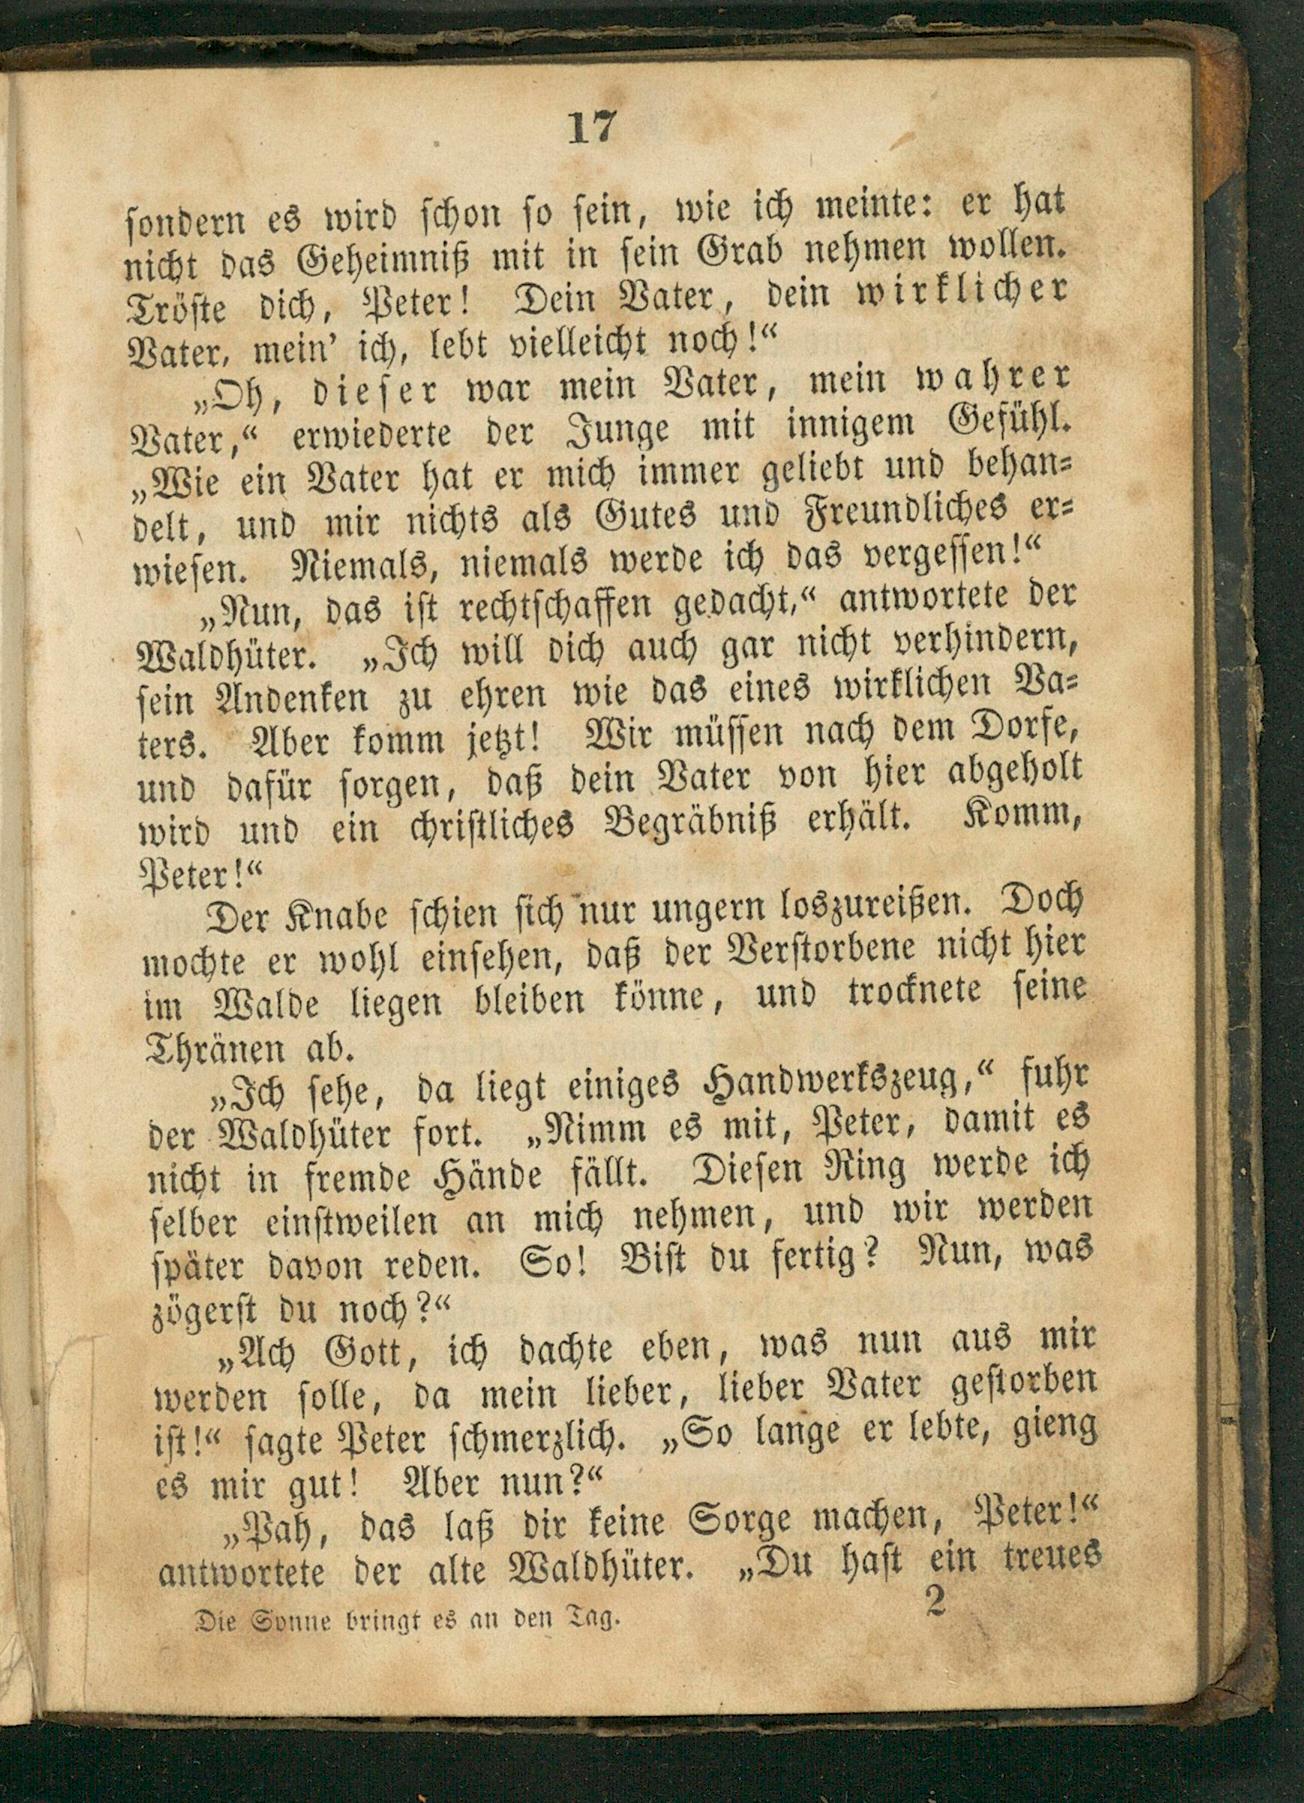 17
sondern es wird schon so sein, wie ich meinte: er hat
nicht das Geheimniß mit in sein Grab nehmen wollen.
Tröste dich, Peter! Dein Vater, dein wirklicher
Vater, mein’ ich, lebt vielleicht noch!“
„Oh, dieser war mein Vater, mein wahrer
Vater,“ erwiederte der Junge mit innigem Gefühl.
„Wie ein Vater hat er mich immer geliebt und behan-
delt, und mir nichts als Gutes und Freundliches er-
wiesen. Niemals, niemals werde ich das vergessen!“
„Nun, das ist rechtschaffen gedacht,“ antwortete der
Waldhüter. „Ich will dich auch gar nicht verhindern,
sein Andenken zu ehren wie das eines wirklichen Va-
ters. Aber komm jetzt! Wir müssen nach dem Dorfe,
und dafür sorgen, daß dein Vater von hier abgeholt
wird und ein christliches Begräbniß erhält. Komm,
Peter!“
Der Knabe schien sich nur ungern loszureißen. Doch
mochte er wohl einsehen, daß der Verstorbene nicht hier
im Walde liegen bleiben könne, und trocknete seine
Thränen ab.
„Ich sehe, da liegt einiges Handwerkszeug,“ fuhr
der Waldhüter fort. „Nimm es mit, Peter, damit es
nicht in fremde Hände fällt. Diesen Ring werde ich
selber einstweilen an mich nehmen, und wir werden
später davon reden. So! Bist du fertig? Nun, was
zögerst du noch?“
„Ach Gott, ich dachte eben, was nun aus mir
werden solle, da mein lieber, lieber Vater gestorben
ist!“ sagte Peter schmerzlich. „So lange er lebte, gieng
es mir gut! Aber nun?“
„Pah, das laß dir keine Sorge machen, Peter!“
antwortete der alte Waldhüter. „Du hast ein treues
Die Sonne bringt es an den Tag. 2